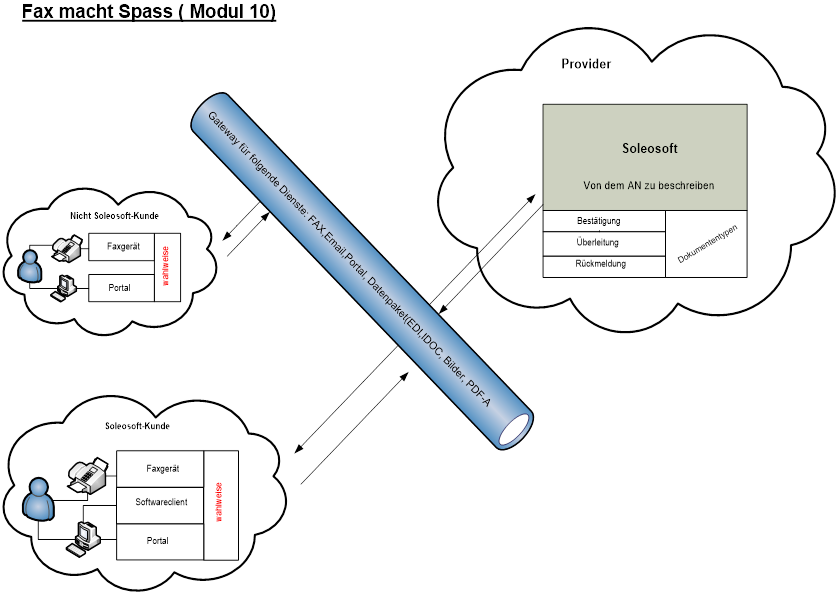 Fax macht Spass ( Modul 10)
Provider
Soleosoft
Von dem AN zu beschreiben
Bestätigung
Überleitung
Rückmeldung
Dokumententypen
Gateway für folgende Dienste: FAX,Email,Portal, Datenpaket(EDI,IDOC, Bilder, PDF-A
Nicht Soleosoft-Kunde
Faxgerät
Portal
wahlweise
Soleosoft-Kunde
Faxgerät
Softwareclient
Portal
wahlweise